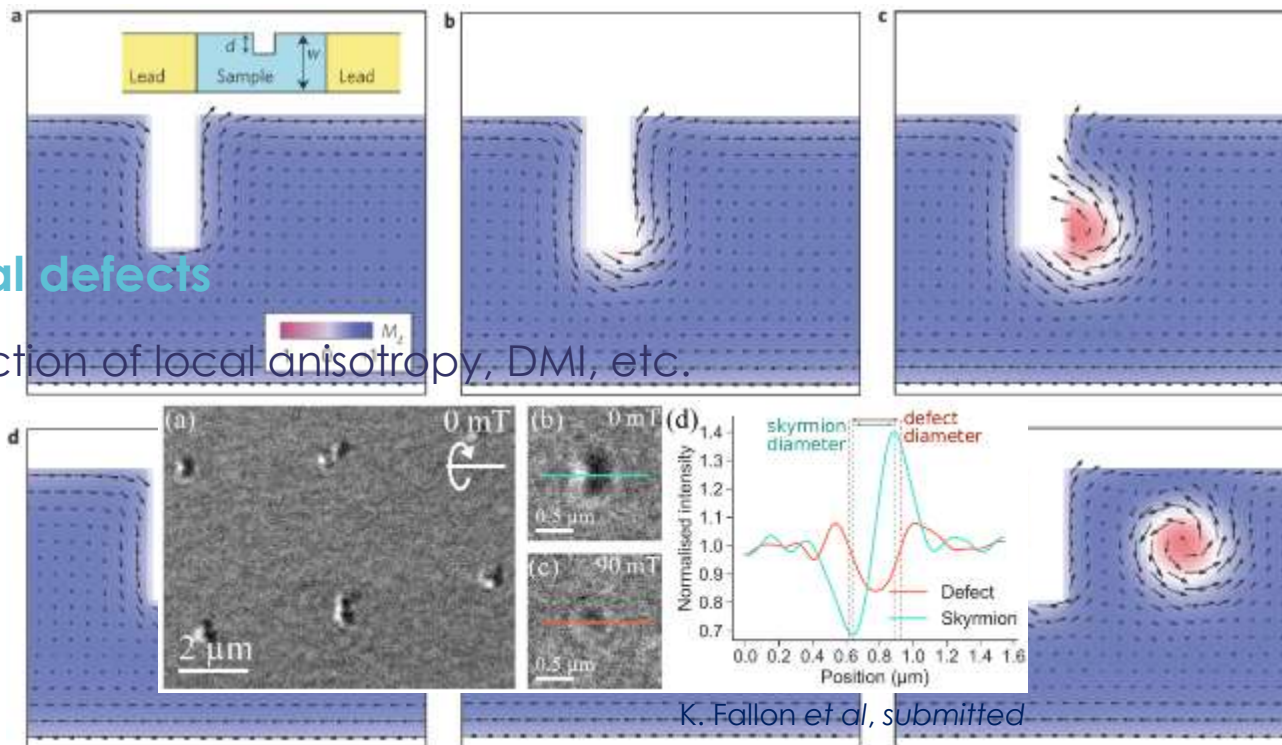 a
b
c
d
w
Lead
Sample
Lead
al defects
M
ction of local anisotropy, DMI, etc.
d
(a)
0 mT
2 µm
(b)
0 mT
0.5 µm
(c)
90 mT
0.5 µm
(d)
skyrmion diameter
defect diameter
Normalised intensity
1.4
1.3
1.2
1.1
1.0
0.9
0.8
0.7
Defect
Skyrmion
0.0 0.2 0.4 0.6 0.8 1.0 1.2 1.4 1.6
Position (µm)
K. Fallon et al, submitted